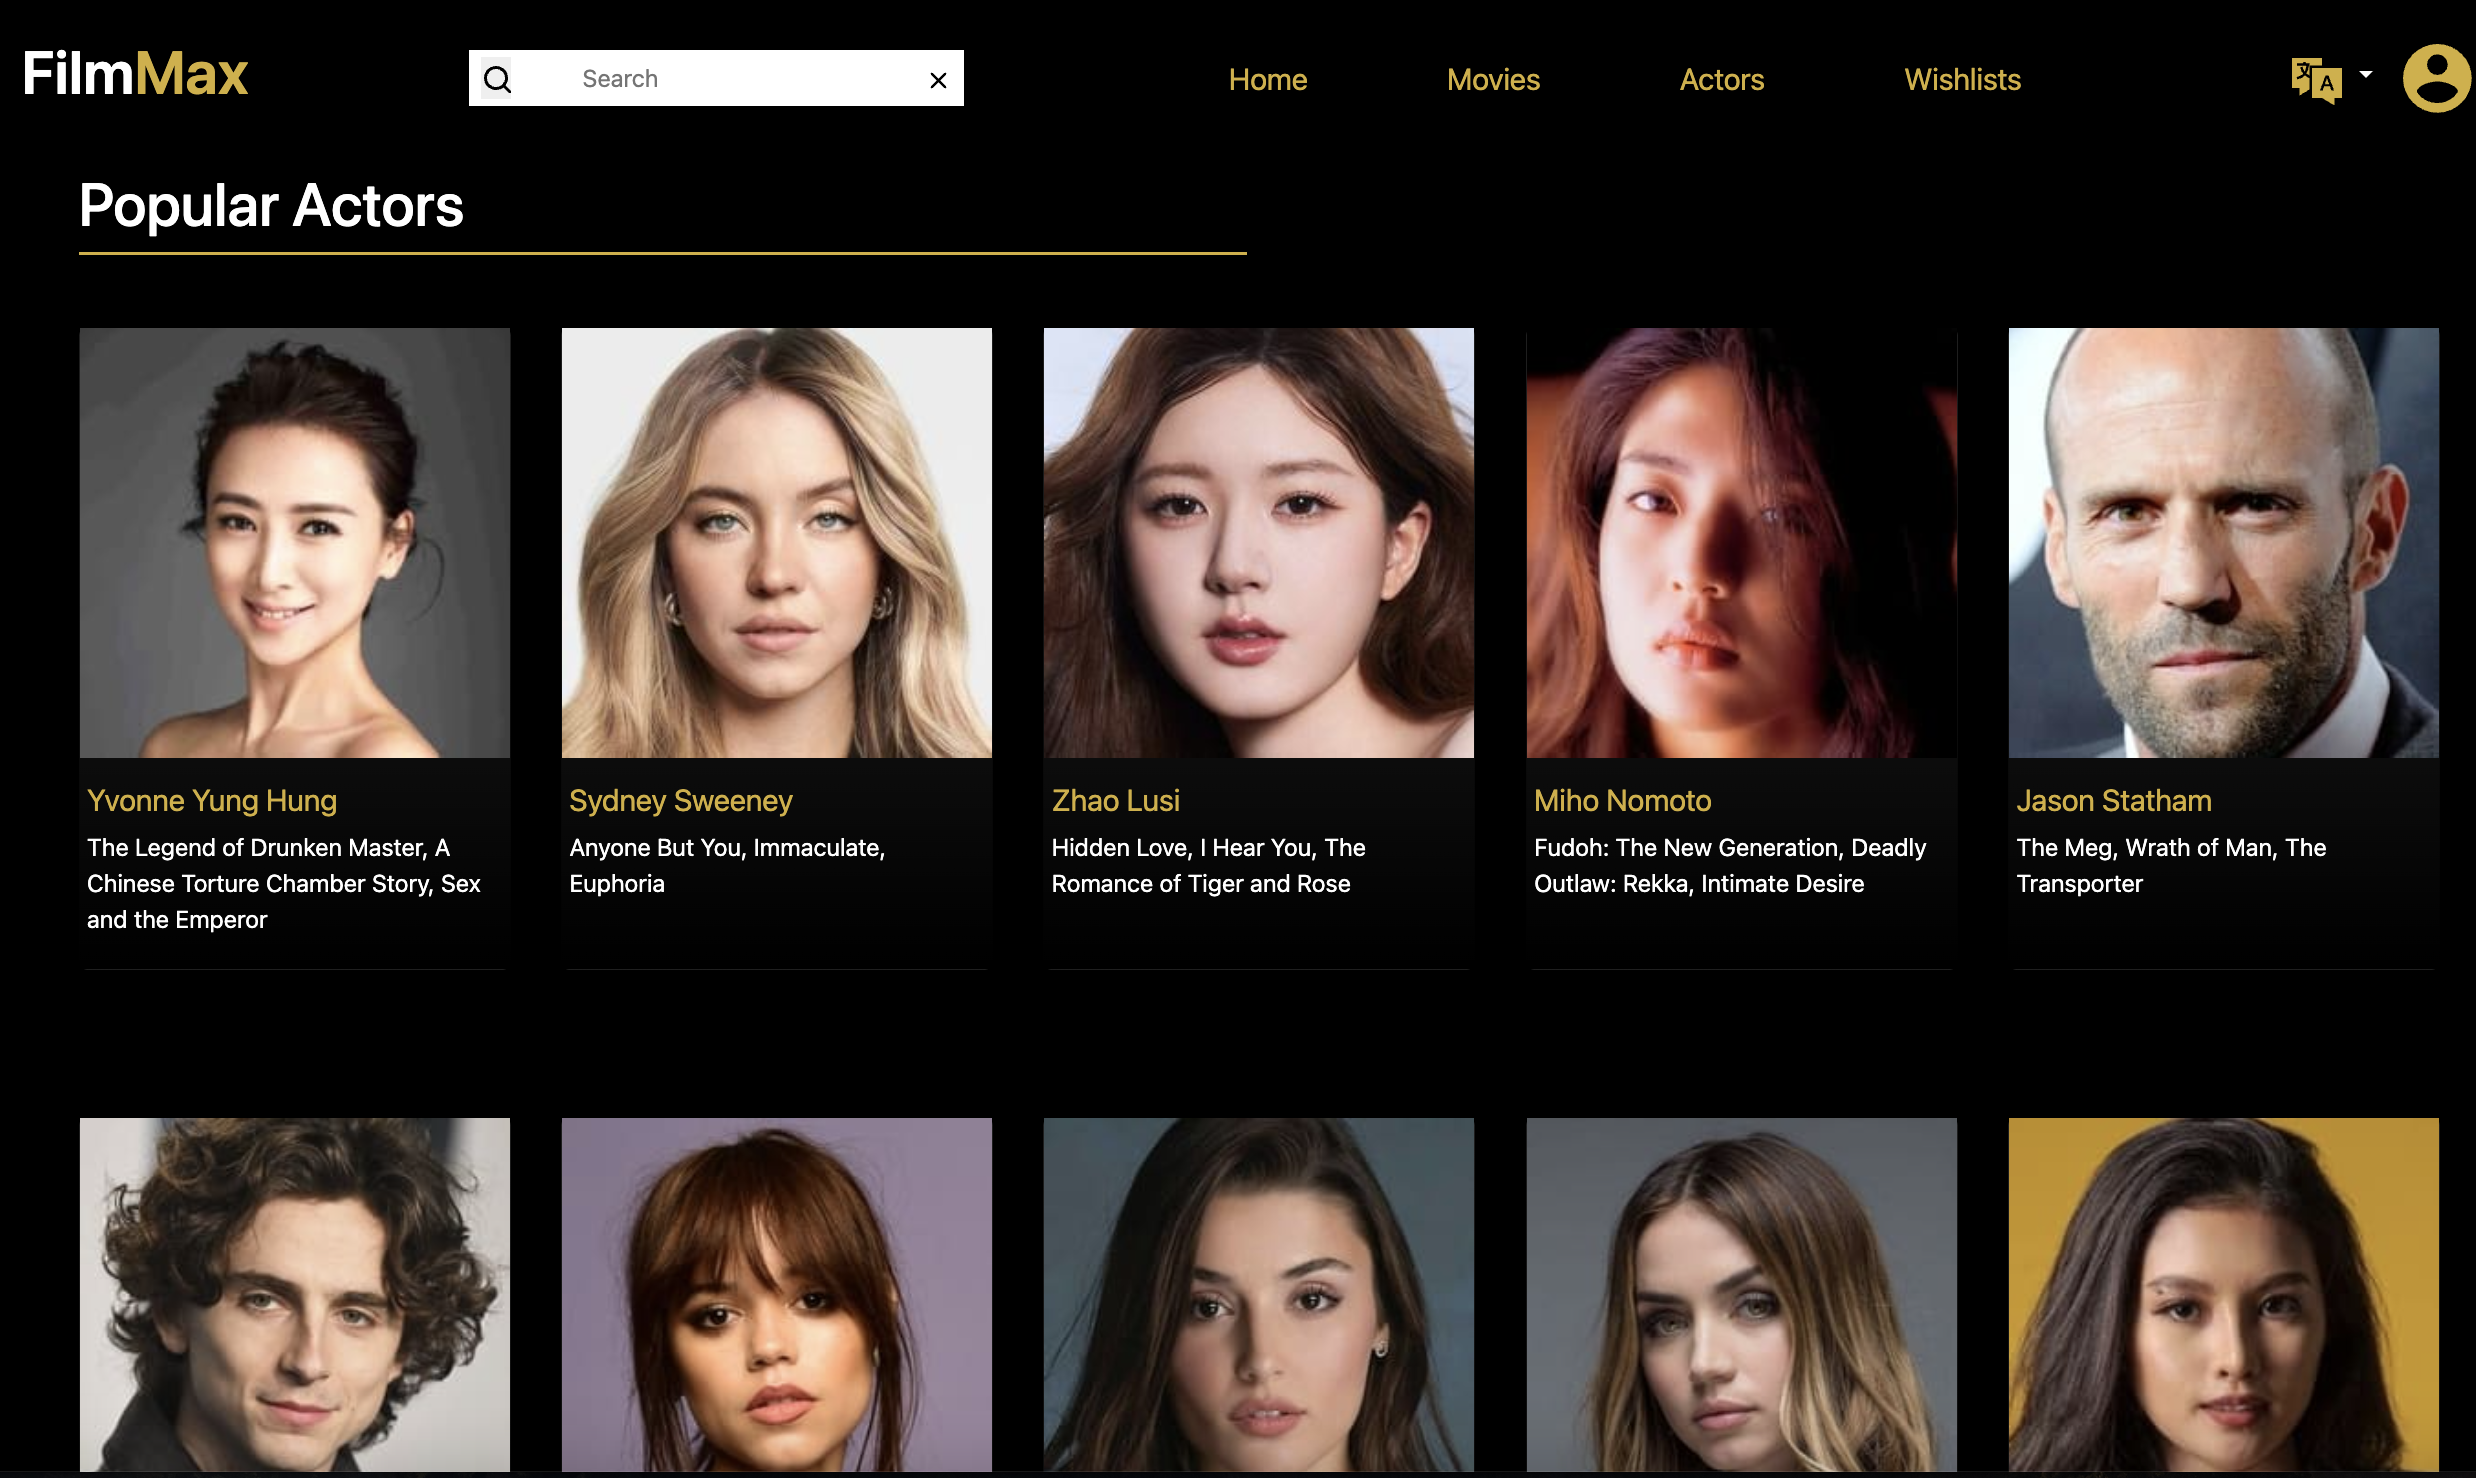 FilmMax
Search
Home
Movies
Actors
Wishlists
文
A
Popular Actors
Yvonne Yung Hung
The Legend of Drunken Master, A
Chinese Torture Chamber Story, Sex
and the Emperor
Sydney Sweeney
Anyone But You, Immaculate,
Euphoria
Zhao Lusi
Hidden Love, I Hear You, The
Romance of Tiger and Rose
Miho Nomoto
Fudoh: The New Generation, Deadly
Outlaw: Rekka, Intimate Desire
Jason Statham
The Meg, Wrath of Man, The
Transporter